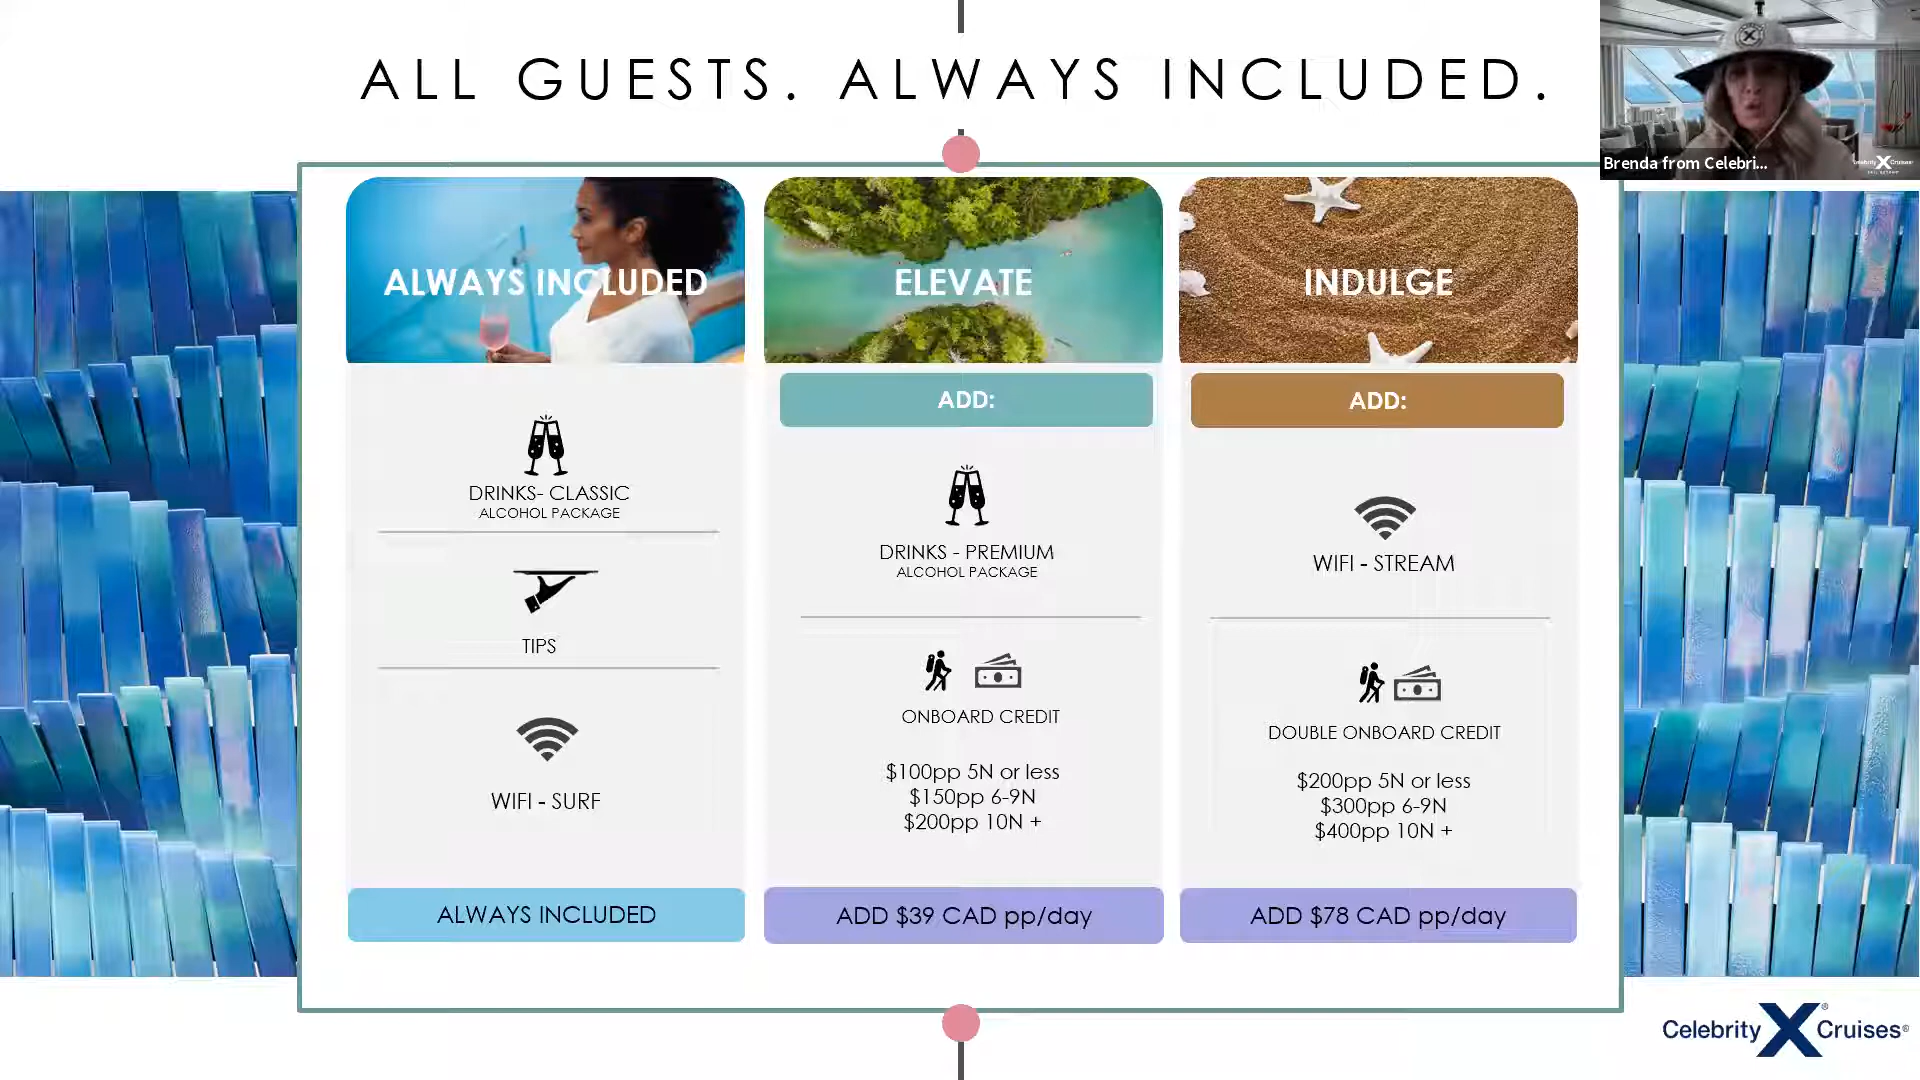 ALL GUESTS. ALWAYS INCLUDED.
Brenda from Celebri...
ALWAYS INCLUDED
DRINKS- CLASSIC
ALCOHOL PACKAGE
TIPS
WIFI - SURF
ALWAYS INCLUDED
ELEVATE
ADD:
DRINKS - PREMIUM
ALCOHOL PACKAGE
ONBOARD CREDIT
$100pp 5N or less
$150pp 6-9N
$200pp 10N +
ADD $39 CAD pp/day
INDULGE
ADD:
WIFI - STREAM
DOUBLE ONBOARD CREDIT
$200pp 5N or less
$300pp 6-9N
$400pp 10N +
ADD $78 CAD pp/day
Celebrity X® Cruises®